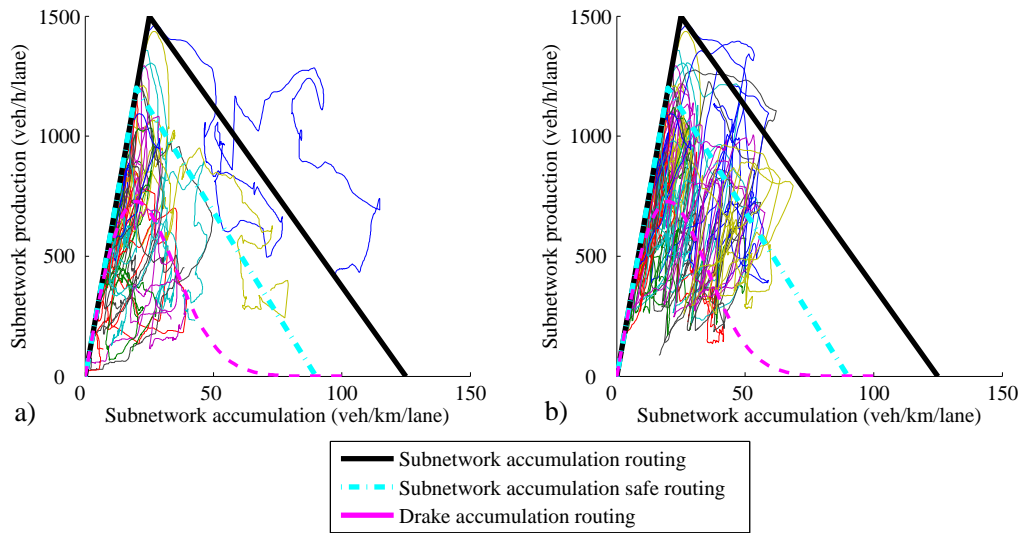 1500
1000
500
0
Subnetwork production (veh/h/lane)
0
50
100
150
a)
Subnetwork accumulation (veh/km/lane)
1500
1000
500
0
Subnetwork production (veh/h/lane)
0
50
100
150
b)
Subnetwork accumulation (veh/km/lane)
Subnetwork accumulation routing
Subnetwork accumulation safe routing
Drake accumulation routing